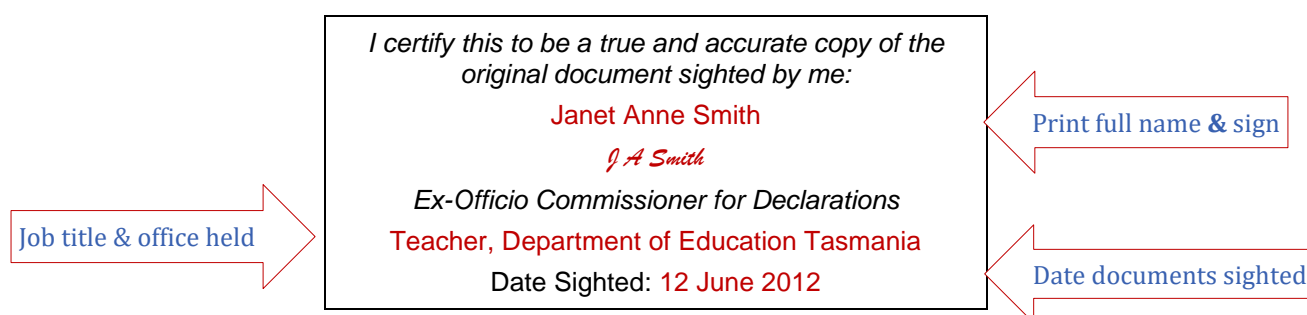 I certify this to be a true and accurate copy of the
original document sighted by me:
Janet Anne Smith
Print full name & sign
J A Smith
Ex-Officio Commissioner for Declarations
Job title & office held
Teacher, Department of Education Tasmania
Date Sighted: 12 June 2012
Date documents sighted